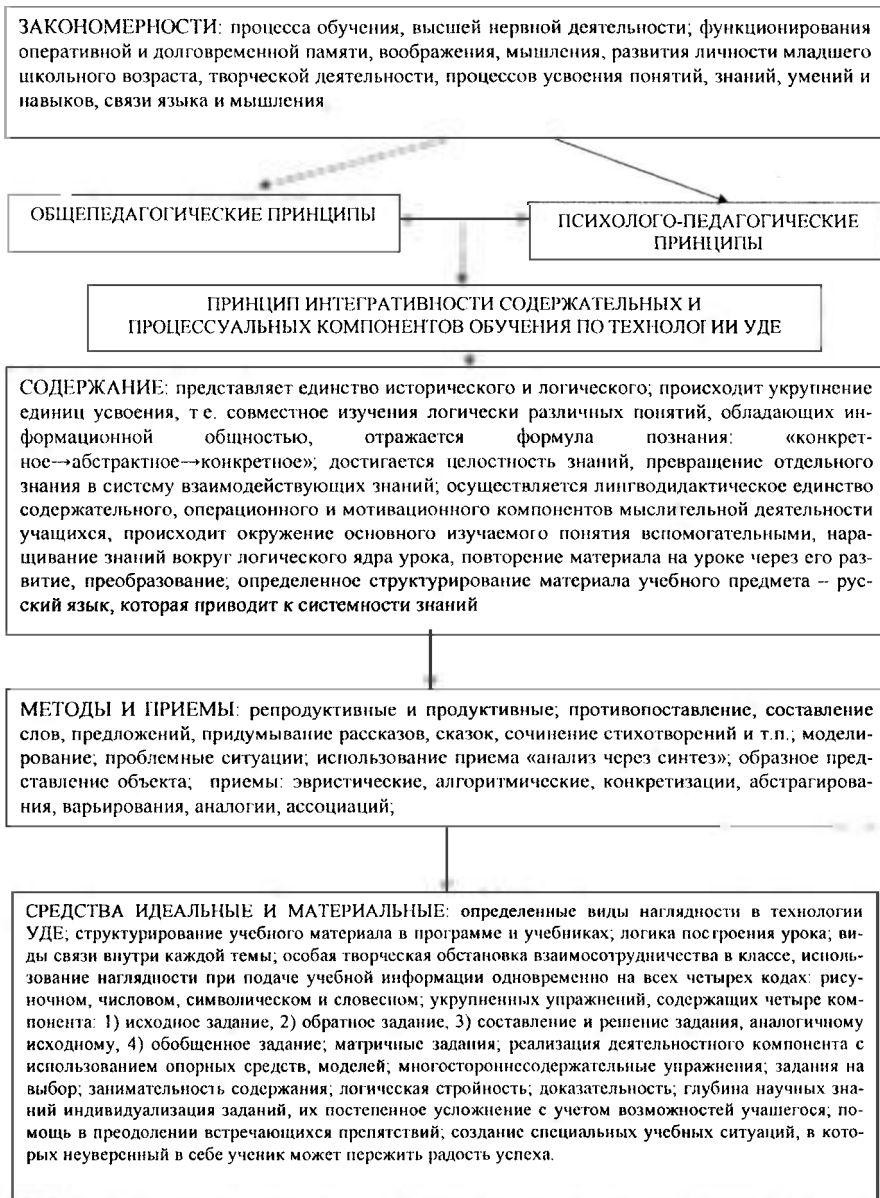 ЗАКОНОМЕРНОСТИ: процесса обучения, высшей нервной деятельности; функционирования
оперативной и долговременной памяти, воображения, мышления, развития личности младшего
школьного возраста, творческой деятельности, процессов усвоения понятий, знаний, умений и
навыков, связи языка и мышления
ОБЩЕПЕДАГОГИЧЕСКИЕ ПРИНЦИПЫ
ПСИХОЛОГО-ПЕДАГОГИЧЕСКИЕ
ПРИНЦИПЫ
ПРИНЦИП ИНТЕГРАТИВНОСТИ СОДЕРЖАТЕЛЬНЫХ И
ПРОЦЕССУАЛЬНЫХ КОМПОНЕНТОВ ОБУЧЕНИЯ ПО ТЕХНОЛОГИИ УДЕ
СОДЕРЖАНИЕ: представляет единство исторического и логического; происходит укрупнение
единиц усвоения, т е. совместное изучения логически различных понятий, обладающих ин-
формационной общностью, отражается формула познания: «конкрет-
ное→абстрактное→конкретное»; достигается целостность знаний, превращение отдельного
знания в систему взаимодействующих знаний; осуществляется лингводидактическое единство
содержательного, операционного и мотивационного компонентов мыслительной деятельности
учащихся, происходит окружение основного изучаемого понятия вспомогательными, нара-
щивание знаний вокруг логического ядра урока, повторение материала на уроке через его раз-
витие, преобразование; определенное структурирование материала учебного предмета – рус-
ский язык, которая приводит к системности знаний
МЕТОДЫ И ПРИЕМЫ: репродуктивные и продуктивные; противопоставление, составление
слов, предложений, придумывание рассказов, сказок, сочинение стихотворений и т.п.; модели-
рование; проблемные ситуации; использование приема «анализ через синтез»; образное пред-
ставление объекта; приемы: эвристические, алгоритмические, конкретизации, абстрагирова-
ния, варьирования, аналогии, ассоциаций;
СРЕДСТВА ИДЕАЛЬНЫЕ И МАТЕРИАЛЬНЫЕ: определенные виды наглядности в технологии
УДЕ; структурирование учебного материала в программе и учебниках; логика построения урока; ви-
ды связи внутри каждой темы; особая творческая обстановка взаимосотрудничества в классе, исполь-
зование наглядности при подаче учебной информации одновременно на всех четырех кодах: рису-
ночном, числовом, символическом и словесном; укрупненных упражнений, содержащих четыре ком-
понента: 1) исходное задание, 2) обратное задание, 3) составление и решение задания, аналогичному
исходному, 4) обобщенное задание; матричные задания; реализация деятельностного компонента с
использованием опорных средств, моделей; многостороннесодержательные упражнения; задания на
выбор; занимательность содержания; логическая стройность; доказательность; глубина научных зна-
ний индивидуализация заданий, их постепенное усложнение с учетом возможностей учащегося; по-
мощь в преодолении встречающихся препятствий; создание специальных учебных ситуаций, в кото-
рых неуверенный в себе ученик может пережить радость успеха.